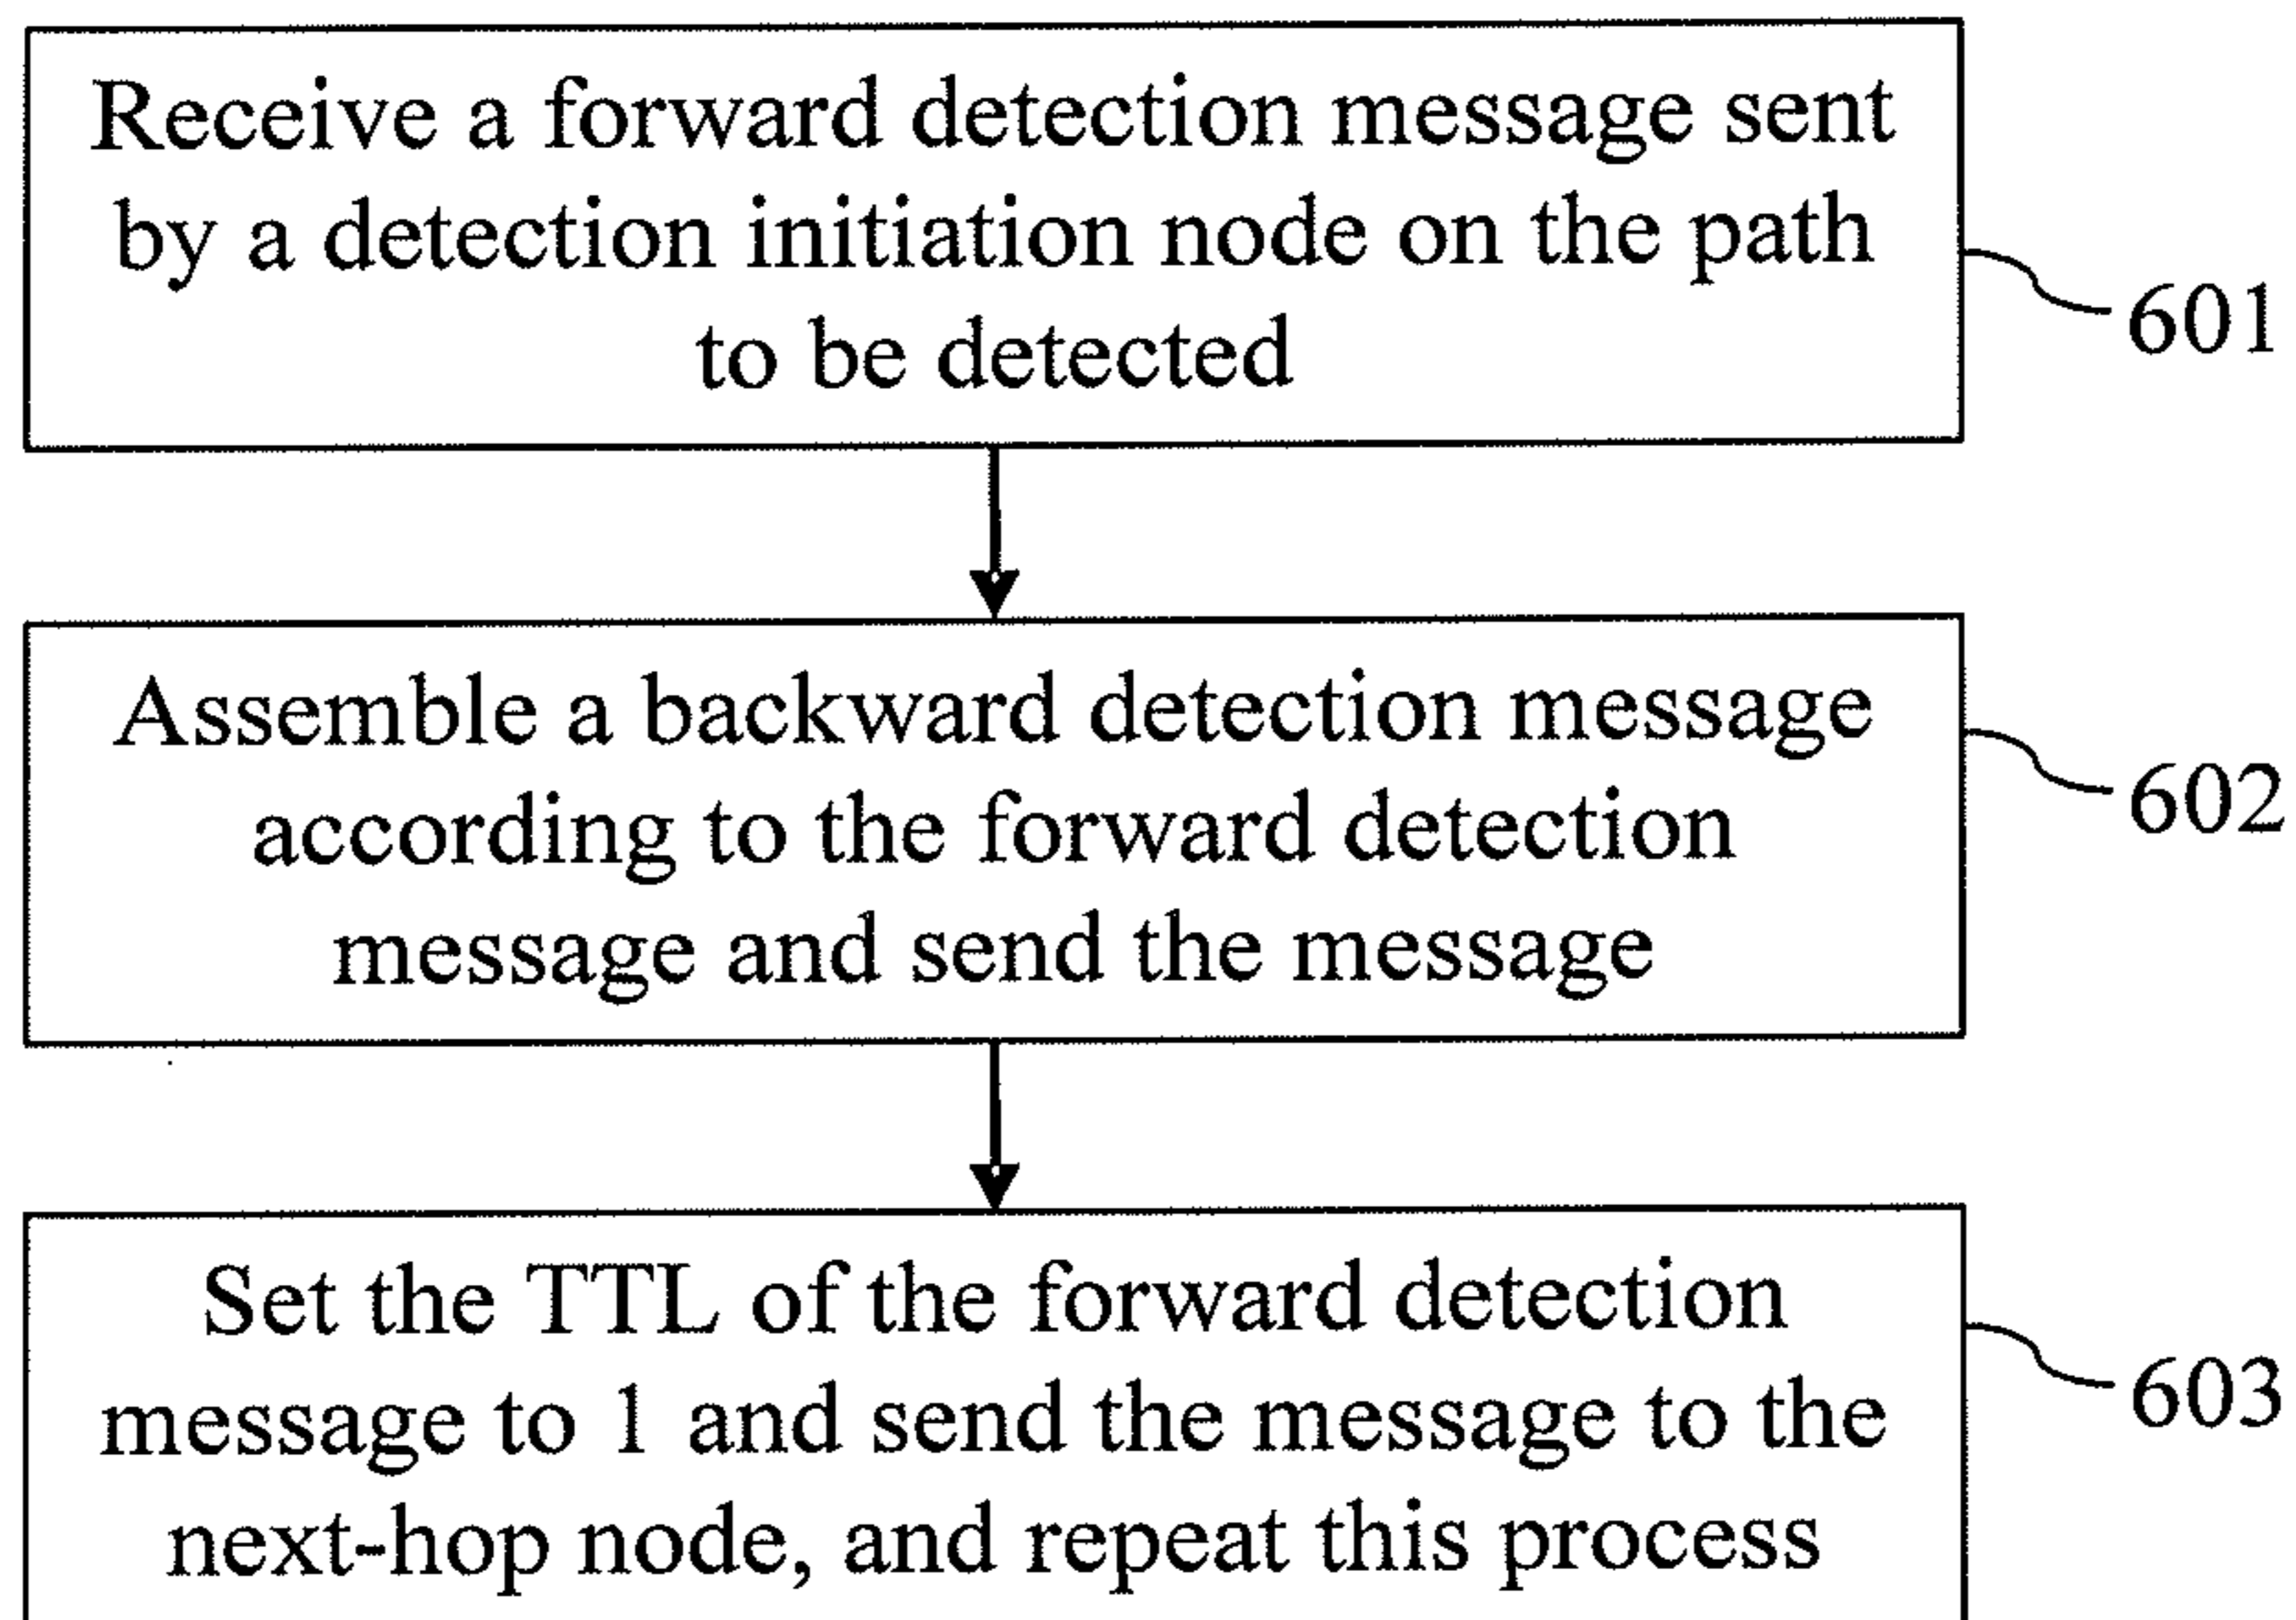 Receive a forward detection message sent
by a detection initiation node on the path
to be detected
601
Assemble a backward detection message
according to the forward detection
message and send the message
602
Set the TTL of the forward detection
message to 1 and send the message to the
next-hop node, and repeat this process
603